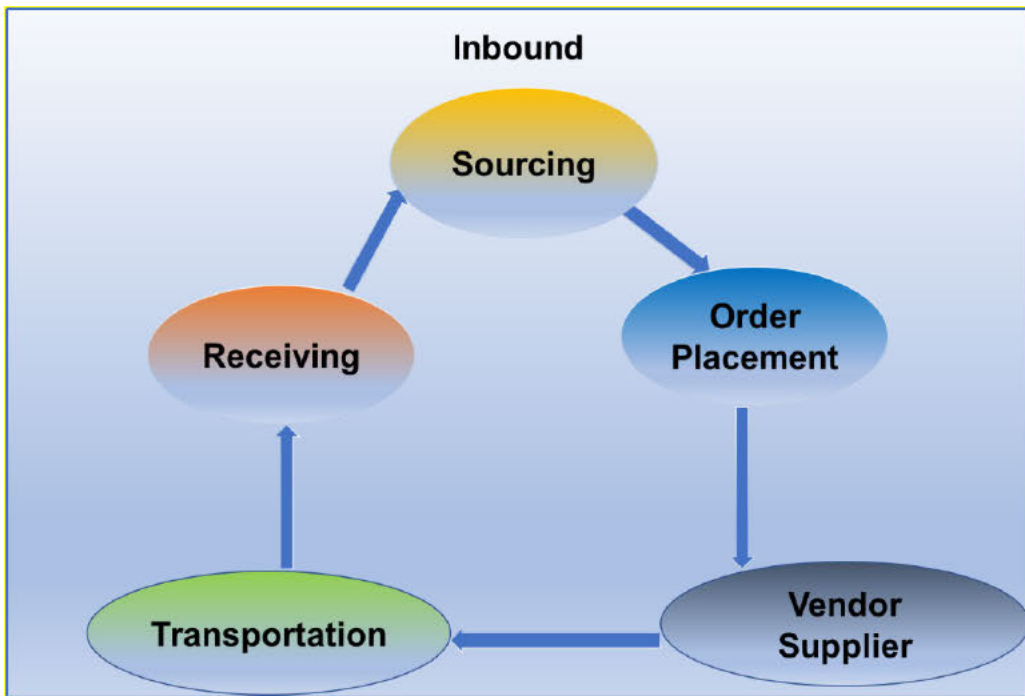 Inbound
Sourcing
Order
Placement
Receiving
Vendor
Supplier
Transportation